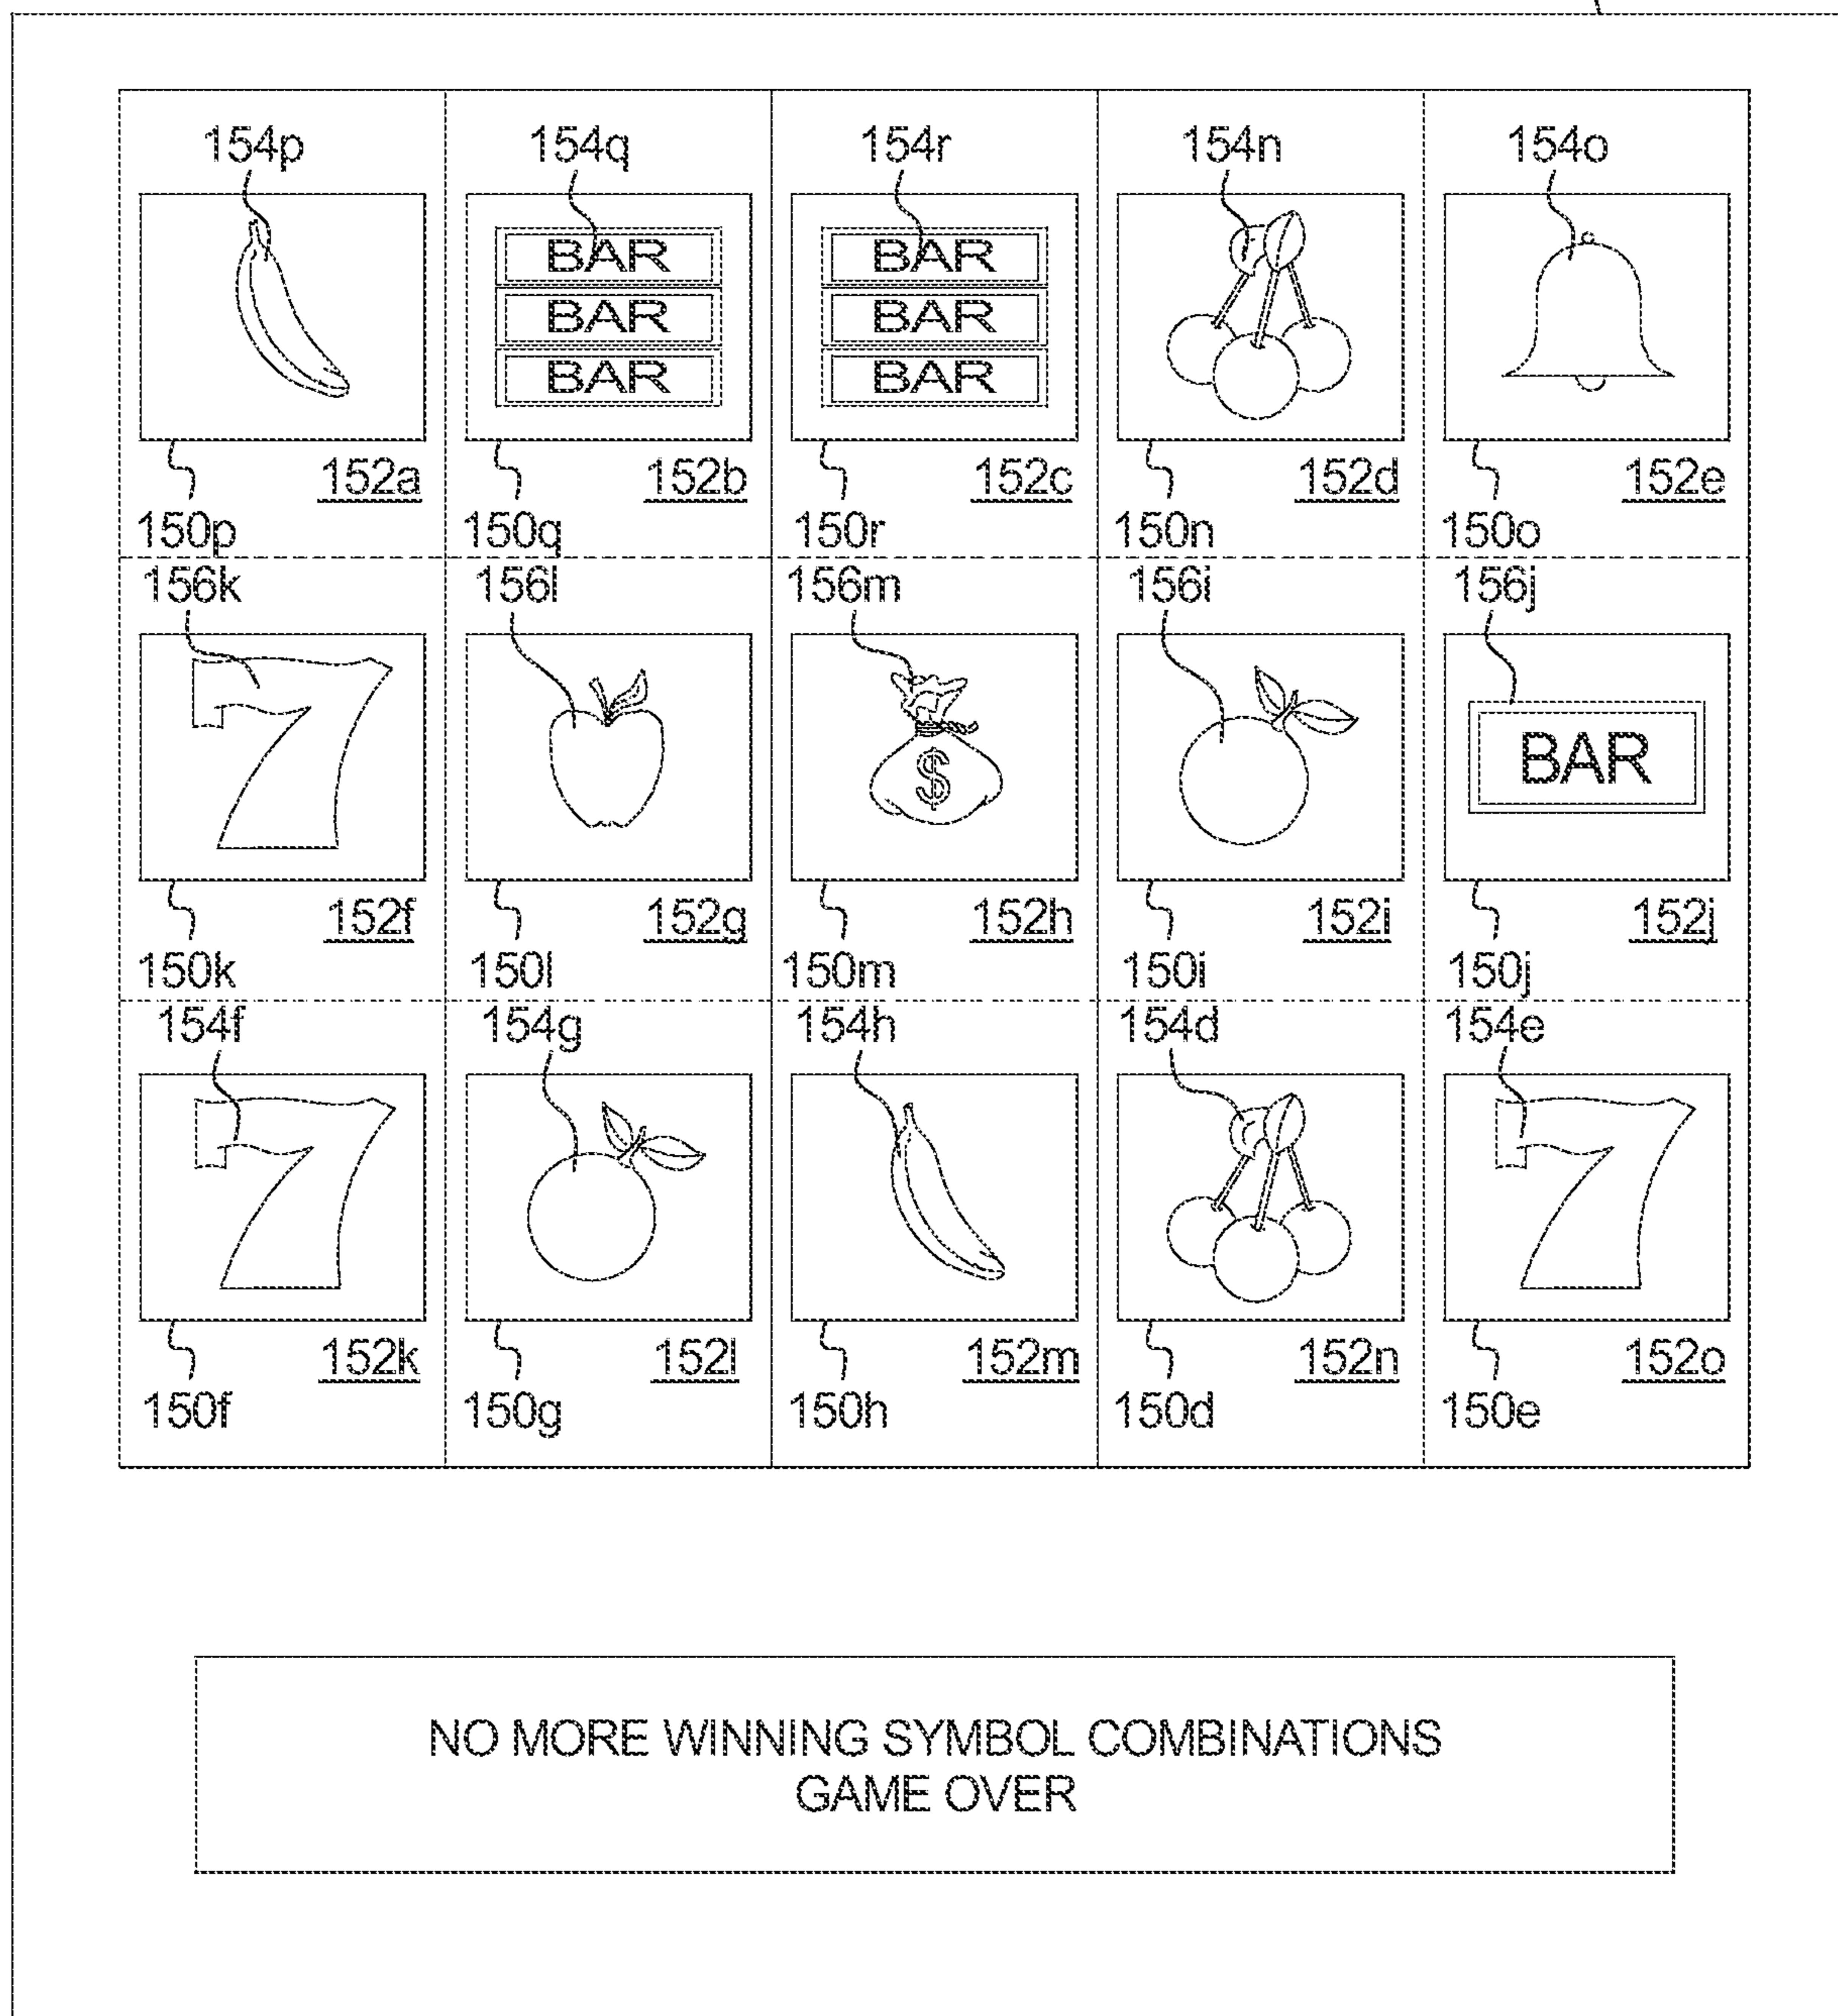 154p 154q 154r 154n 154o
BAR BAR
BAR BAR
BAR BAR
152a 152b 152c 152d 152e
150p 150q 150r 150n 150o
156k 156l 156m 156i 156j
7 $ BAR
152f 152g 152h 152i 152j
150k 150l 150m 150i 150j
154f 154g 154h 154d 154e
7 7
152k 152l 152m 152n 152o
150f 150g 150h 150d 150e
NO MORE WINNING SYMBOL COMBINATIONS
GAME OVER